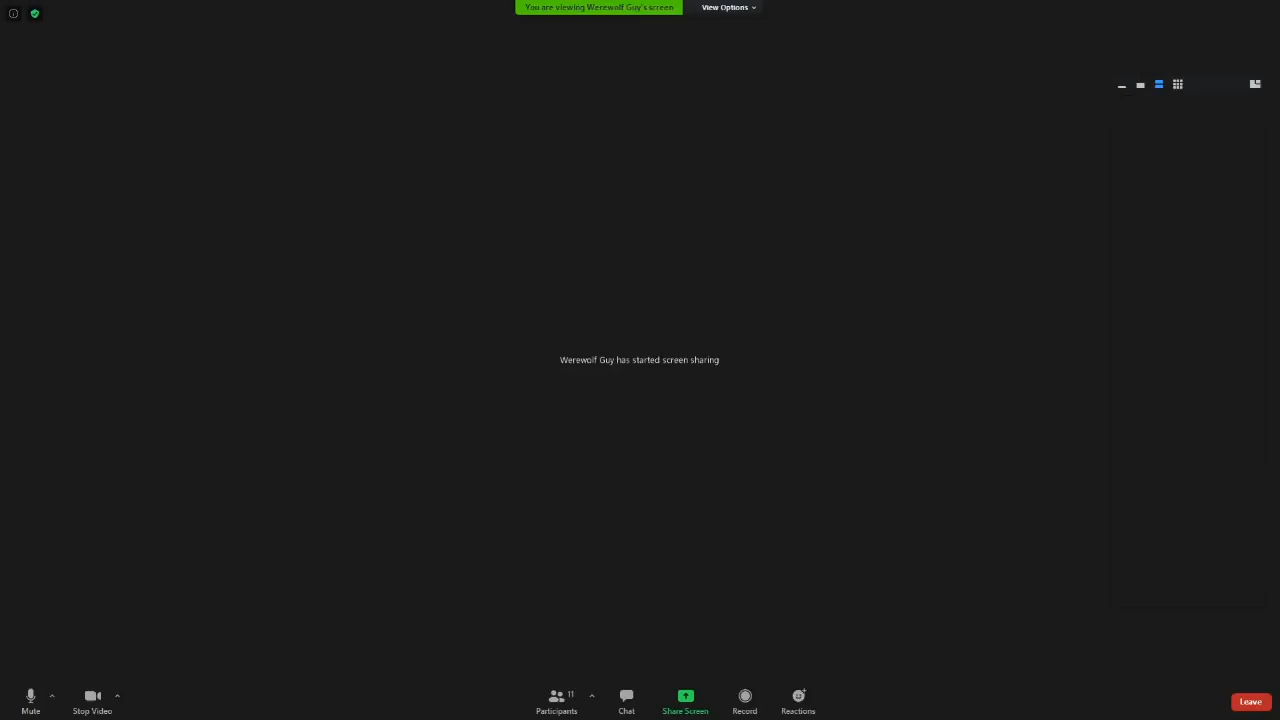 You are viewing Werewolf Guy's screen
View Options
Werewolf Guy has started screen sharing
Mute
Stop Video
11
Participants
Chat
Share Screen
Record
Reactions
Leave